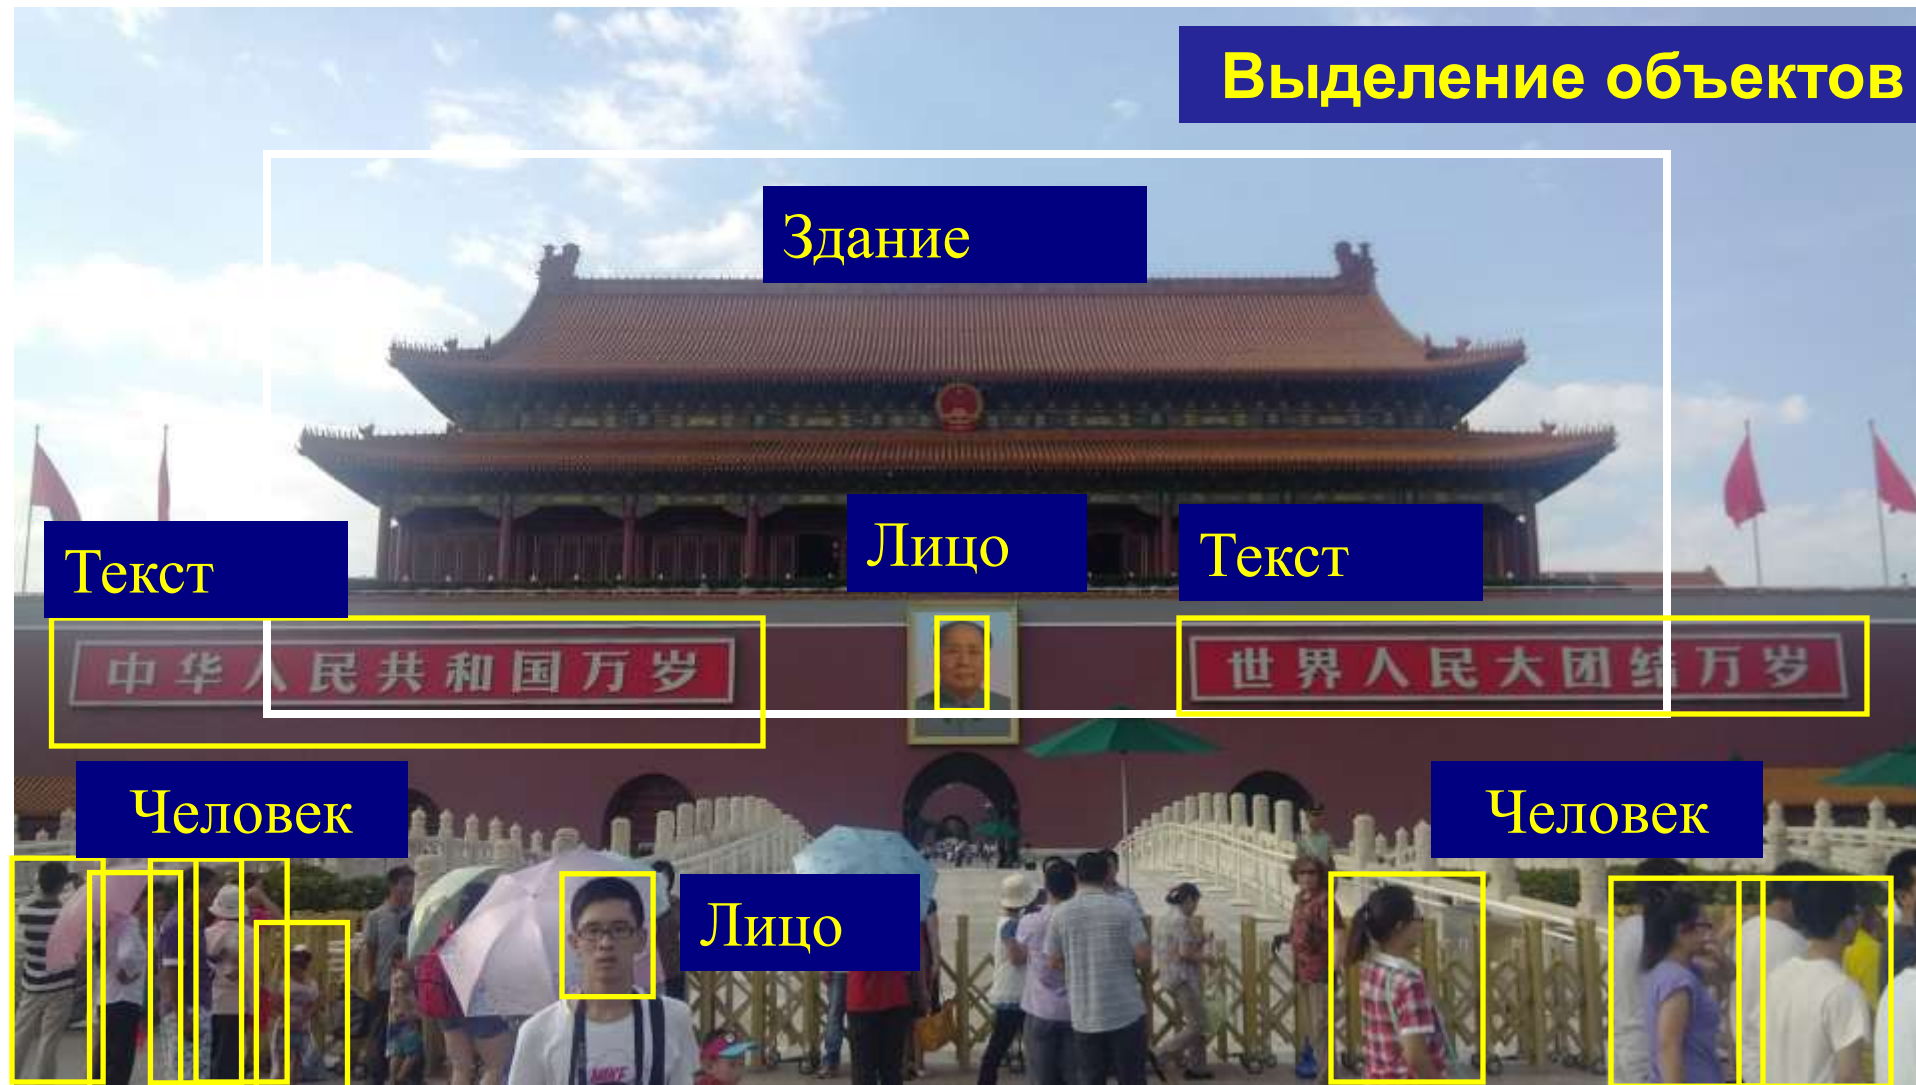 Выделение объектов
Здание
Лицо
Текст
Текст
中华人民共和国万岁
世界人民大团结万岁
Человек
Человек
Лицо